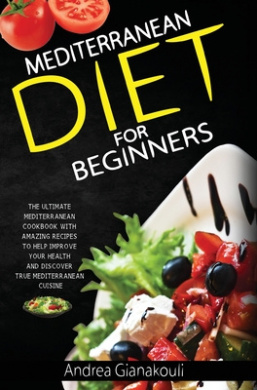 MEDITERRANEAN
DIET
FOR
BEGINNERS
THE ULTIMATE
MEDITERRANEAN
COOKBOOK WITH
AMAZING RECIPES
TO HELP IMPROVE
YOUR HEALTH
AND DISCOVER
TRUE MEDITERRANEAN
CUISINE
Andrea Gianakouli